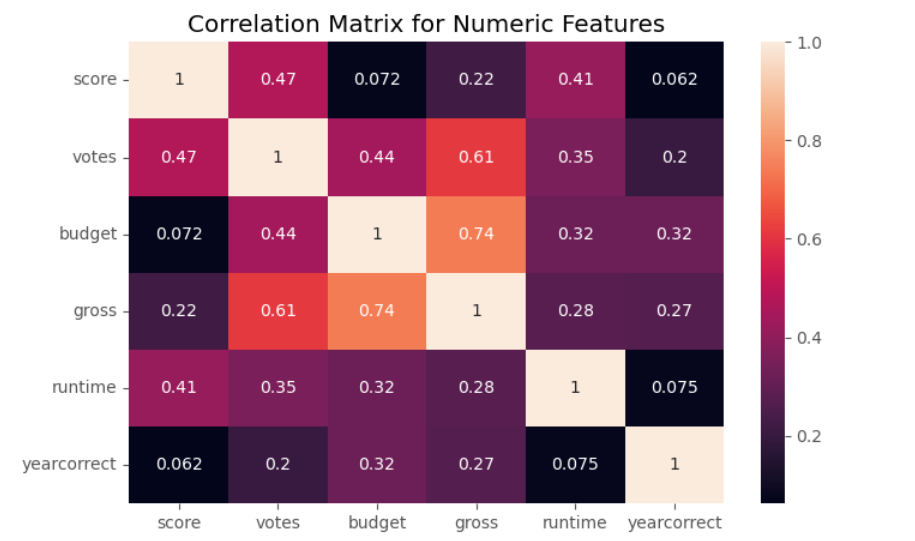 Correlation Matrix for Numeric Features
score 1 0.47 0.072 0.22 0.41 0.062
votes 0.47 1 0.44 0.61 0.35 0.2
budget 0.072 0.44 1 0.74 0.32 0.32
gross 0.22 0.61 0.74 1 0.28 0.27
runtime 0.41 0.35 0.32 0.28 1 0.075
yearcorrect 0.062 0.2 0.32 0.27 0.075 1
score votes budget gross runtime yearcorrect
1.0
0.8
0.6
0.4
0.2